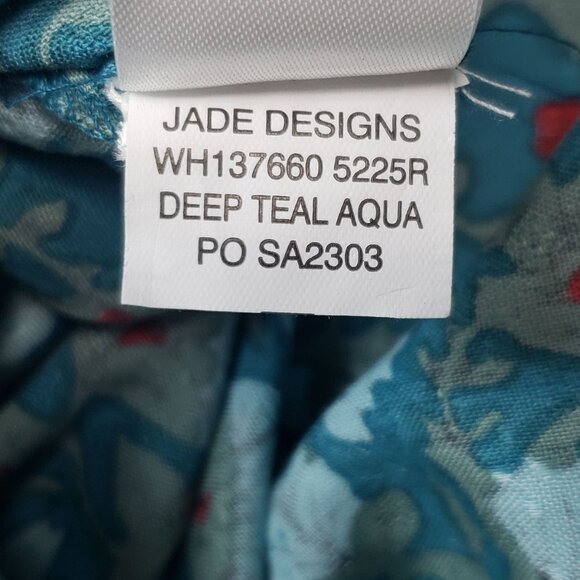 JADE DESIGNS
WH137660 5225R
DEEP TEAL AQUA
PO SA2303